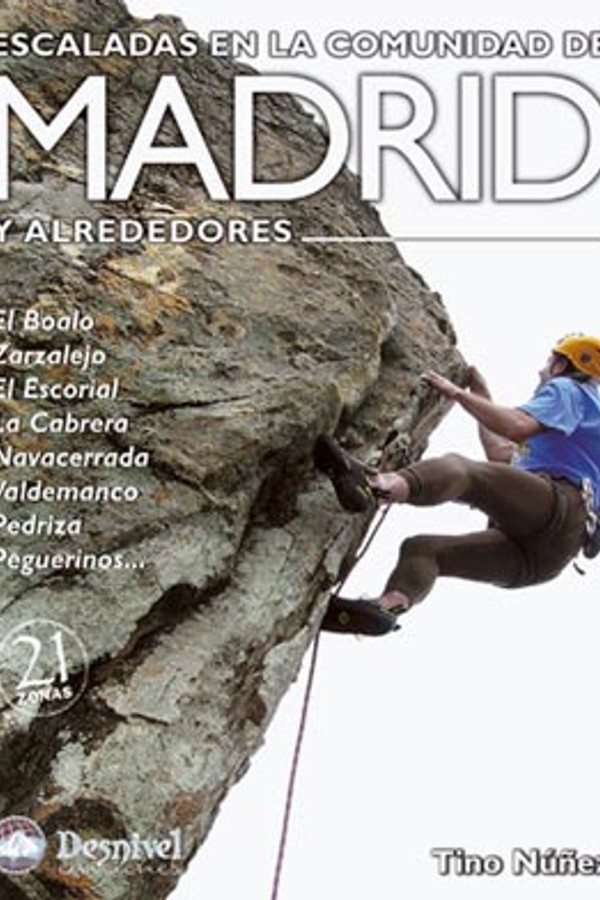 ESCALADAS EN LA COMUNIDAD DE
MADRID
Y ALREDEDORES
El Boalo
Zarzalejo
El Escorial
La Cabrera
Navacerrada
Valdemanco
Pedriza
Peguerinos...
21
ZONAS
Desnivel
Tino Núñez